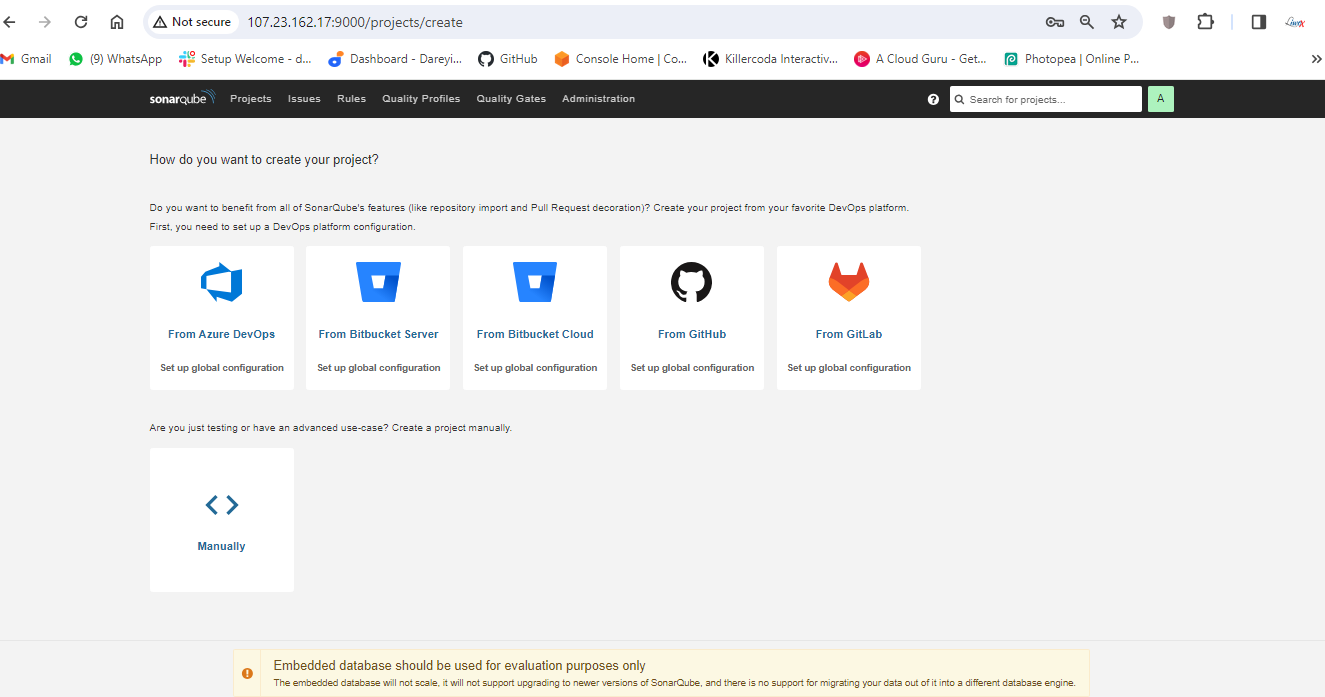 Not secure 107.23.162.17:9000/projects/create
Gmail (9) WhatsApp Setup Welcome - d... Dashboard - Dareyi... GitHub Console Home | Co... Killercoda Interactiv... A Cloud Guru - Get... Photopea | Online P... »
sonarqube Projects Issues Rules Quality Profiles Quality Gates Administration ? Search for projects... A
How do you want to create your project?
Do you want to benefit from all of SonarQube's features (like repository import and Pull Request decoration)? Create your project from your favorite DevOps platform.
First, you need to set up a DevOps platform configuration.
From Azure DevOps From Bitbucket Server From Bitbucket Cloud From GitHub From GitLab
Set up global configuration Set up global configuration Set up global configuration Set up global configuration Set up global configuration
Are you just testing or have an advanced use-case? Create a project manually.
Manually
Embedded database should be used for evaluation purposes only
The embedded database will not scale, it will not support upgrading to newer versions of SonarQube, and there is no support for migrating your data out of it into a different database engine.